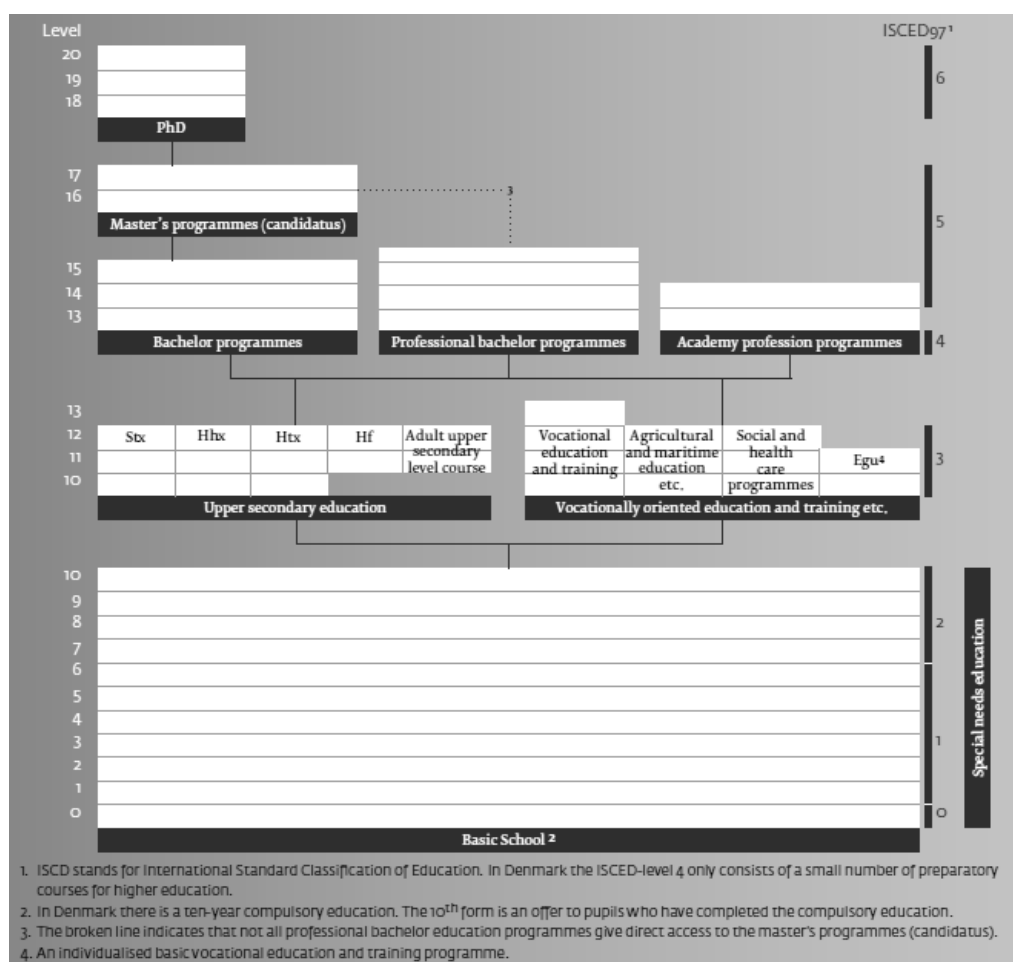 Level ISCED97¹
20
19
18
6
PhD
17
16
3
Master's programmes (candidatus)
5
15
14
13
Bachelor programmes Professional bachelor programmes Academy profession programmes
4
13
12
11
10
Stx Hhx Htx Hf
Adult upper
secondary
level course
Vocational
education
and training
Agricultural
and maritime
education
etc.
Social and
health
care
programmes
Egu⁴
3
Upper secondary education Vocationally oriented education and training etc.
10
9
8
7
6
5
4
3
2
1
0
2
1
0
Special needs education
Basic School ²
1. ISCD stands for International Standard Classification of Education. In Denmark the ISCED-level 4 only consists of a small number of preparatory
courses for higher education.
2. In Denmark there is a ten-year compulsory education. The 10th form is an offer to pupils who have completed the compulsory education.
3. The broken line indicates that not all professional bachelor education programmes give direct access to the master's programmes (candidatus).
4. An individualised basic vocational education and training programme.